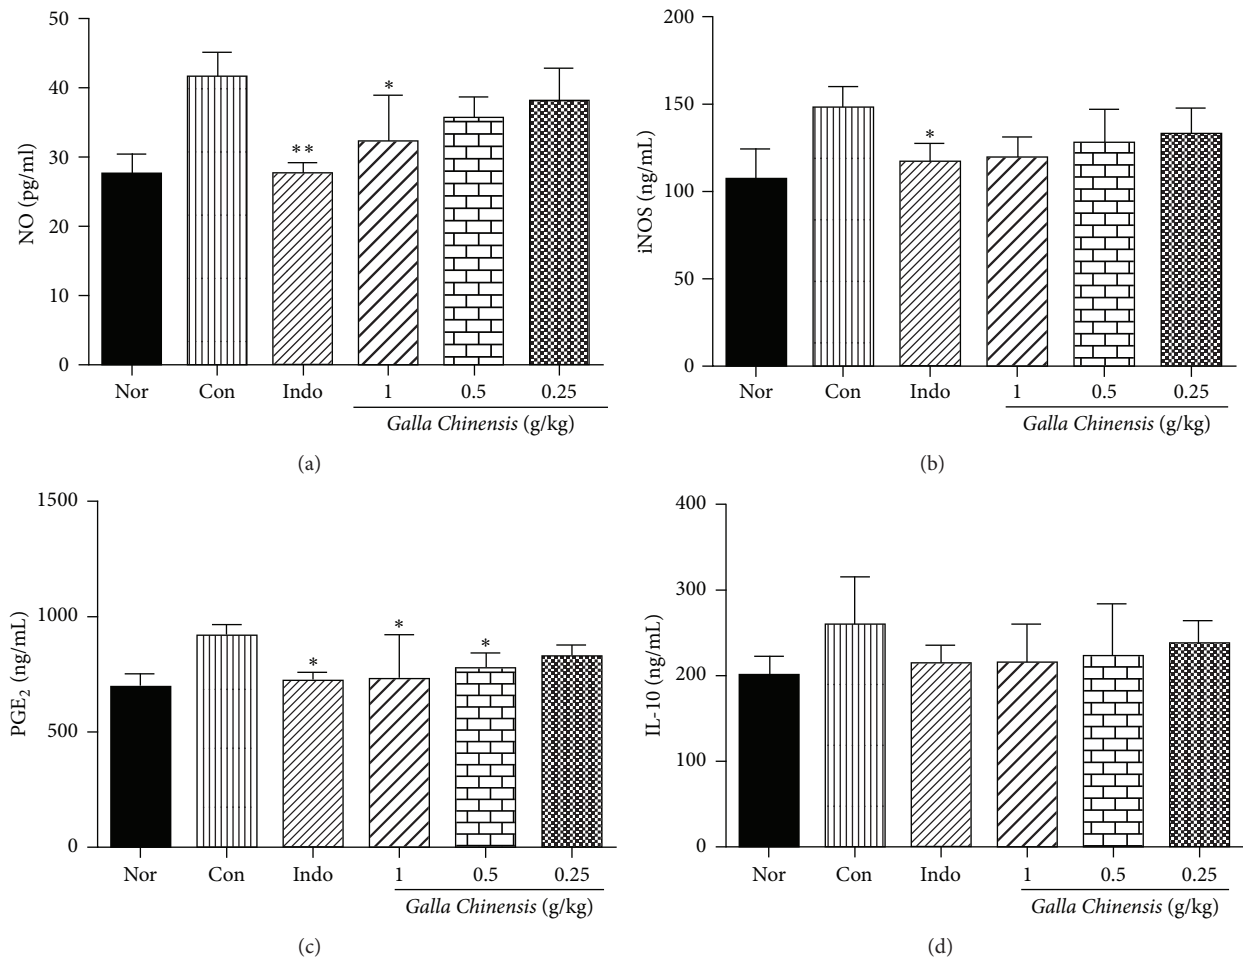 50
40
30
20
10
0
NO (pg/ml)
**
*
Nor Con Indo 1 0.5 0.25
Galla Chinensis (g/kg)
(a)
200
150
100
50
0
iNOS (ng/mL)
*
Nor Con Indo 1 0.5 0.25
Galla Chinensis (g/kg)
(b)
1500
1000
500
0
PGE2 (ng/mL)
*
*
*
Nor Con Indo 1 0.5 0.25
Galla Chinensis (g/kg)
(c)
400
300
200
100
0
IL-10 (ng/mL)
Nor Con Indo 1 0.5 0.25
Galla Chinensis (g/kg)
(d)